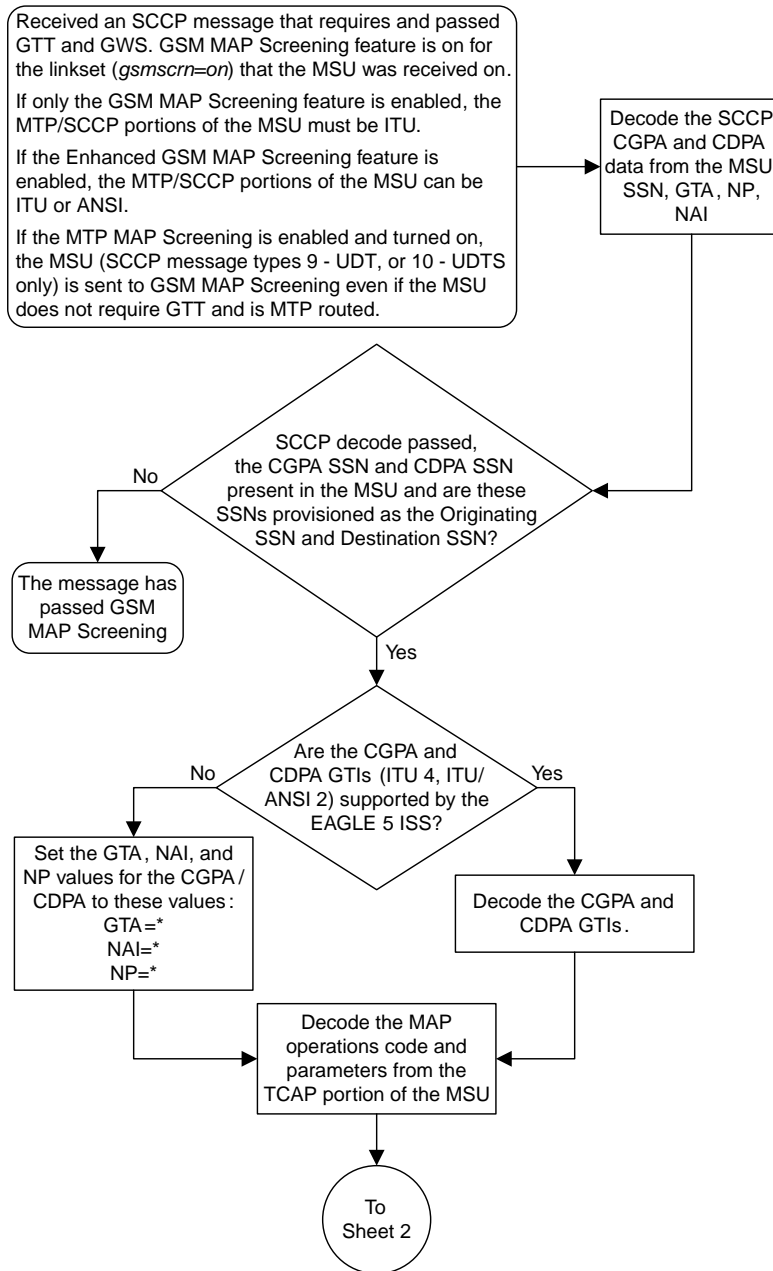 Received an SCCP message that requires and passed
GTT and GWS. GSM MAP Screening feature is on for
the linkset (gsmscrn=on) that the MSU was received on.
If only the GSM MAP Screening feature is enabled, the
MTP/SCCP portions of the MSU must be ITU.
If the Enhanced GSM MAP Screening feature is
enabled, the MTP/SCCP portions of the MSU can be
ITU or ANSI.
If the MTP MAP Screening is enabled and turned on,
the MSU (SCCP message types 9 - UDT, or 10 - UDTS
only) is sent to GSM MAP Screening even if the MSU
does not require GTT and is MTP routed.
Decode the SCCP
CGPA and CDPA
data from the MSU
SSN, GTA, NP,
NAI
SCCP decode passed,
the CGPA SSN and CDPA SSN
present in the MSU and are these
SSNs provisioned as the Originating
SSN and Destination SSN?
No
The message has
passed GSM
MAP Screening
Yes
Are the CGPA and
CDPA GTIs (ITU 4, ITU/
ANSI 2) supported by the
EAGLE 5 ISS?
No
Yes
Set the GTA, NAI, and
NP values for the CGPA/
CDPA to these values:
GTA=*
NAI=*
NP=*
Decode the CGPA and
CDPA GTIs.
Decode the MAP
operations code and
parameters from the
TCAP portion of the MSU
To
Sheet 2